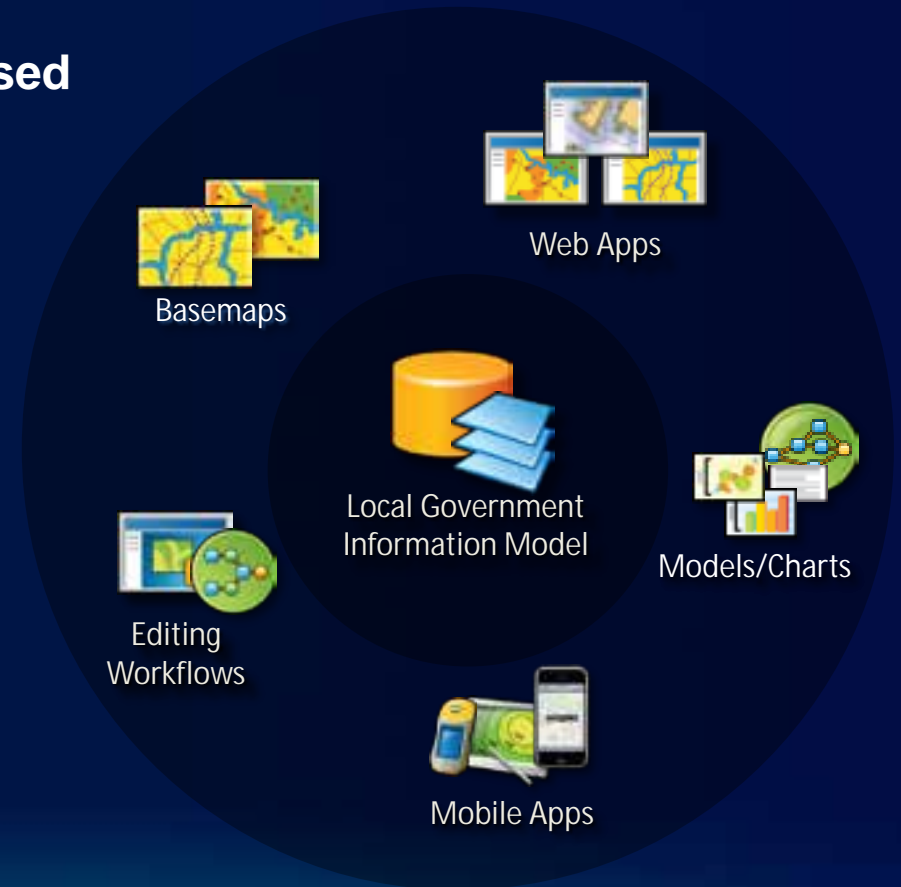 sed
Web Apps
Basemaps
Local Government
Information Model
Models/Charts
Editing
Workflows
Mobile Apps